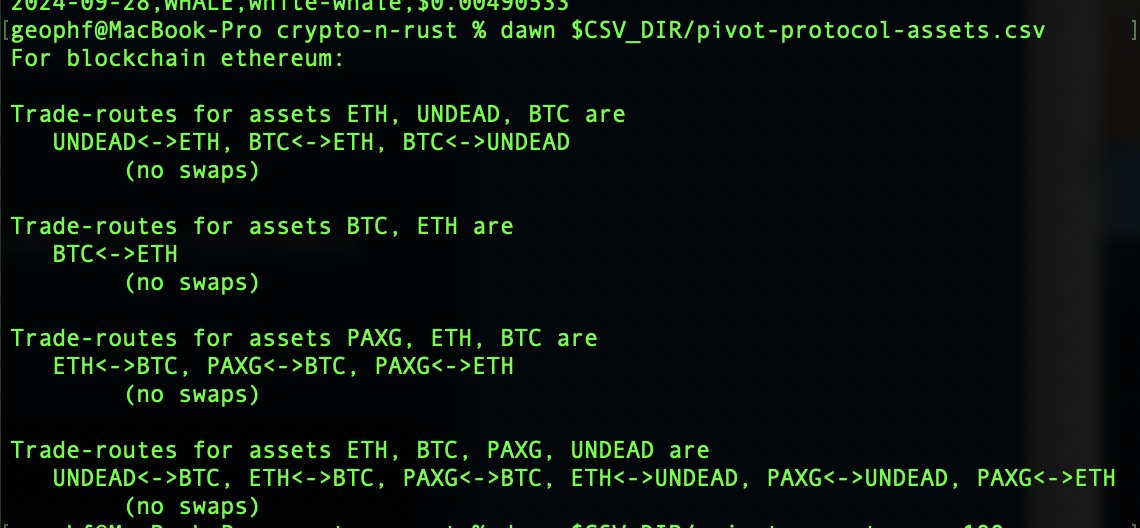 2024-09-28,WHALE,white-whale,$0.00490533
[geophf@MacBook-Pro crypto-n-rust % dawn $CSV_DIR/pivot-protocol-assets.csv ]
For blockchain ethereum:
Trade-routes for assets ETH, UNDEAD, BTC are
UNDEAD<->ETH, BTC<->ETH, BTC<->UNDEAD
(no swaps)
Trade-routes for assets BTC, ETH are
BTC<->ETH
(no swaps)
Trade-routes for assets PAXG, ETH, BTC are
ETH<->BTC, PAXG<->BTC, PAXG<->ETH
(no swaps)
Trade-routes for assets ETH, BTC, PAXG, UNDEAD are
UNDEAD<->BTC, ETH<->BTC, PAXG<->BTC, ETH<->UNDEAD, PAXG<->UNDEAD, PAXG<->ETH
(no swaps)